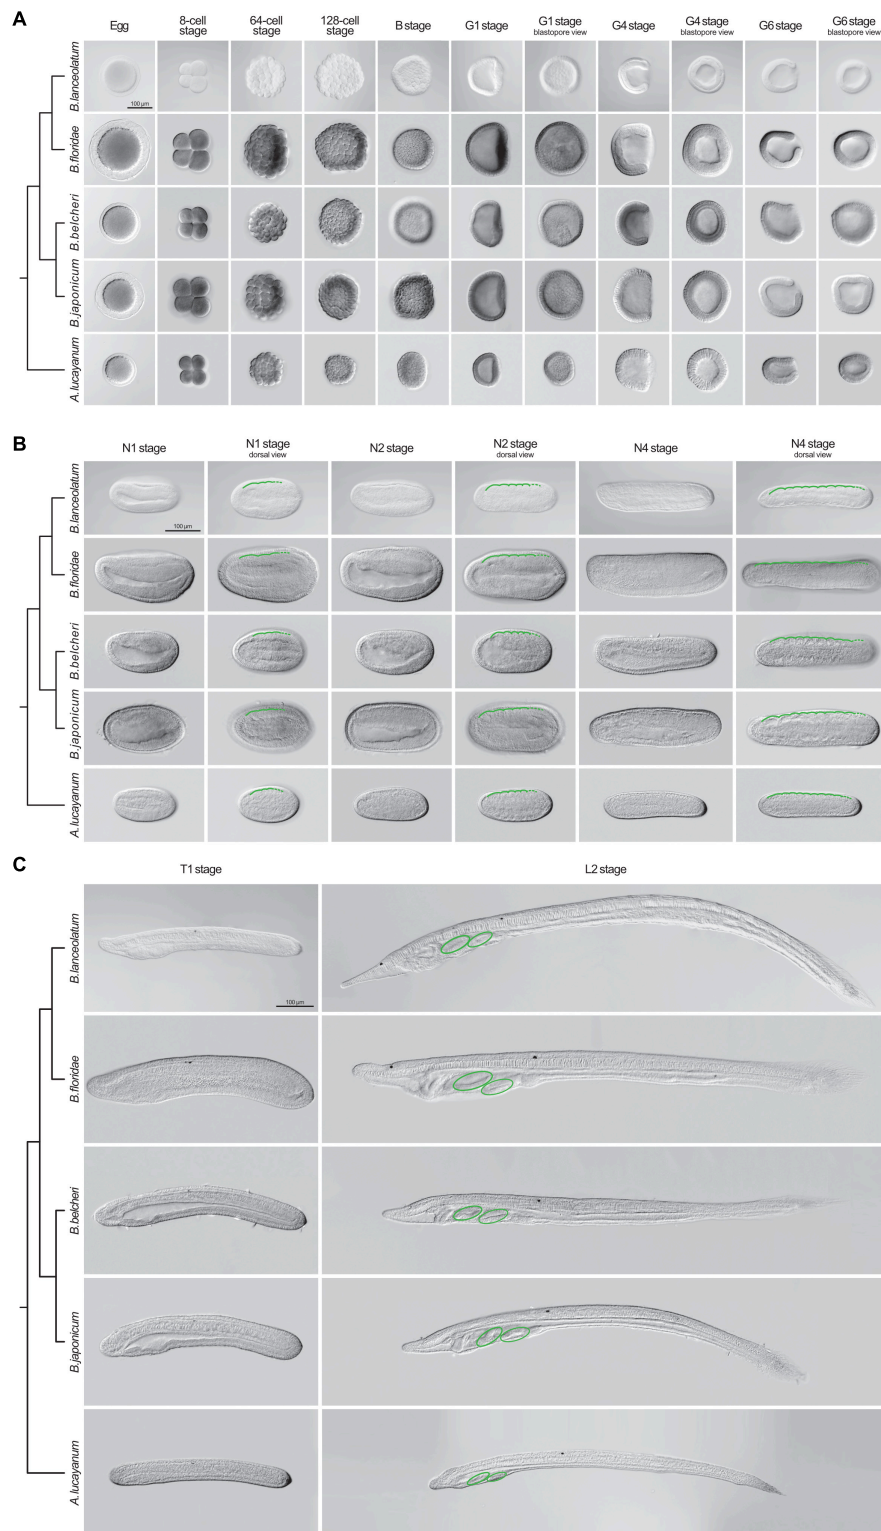 A
Egg
8-cell
stage
64-cell
stage
128-cell
stage
B stage
G1 stage
G1 stage
blastopore view
G4 stage
G4 stage
blastopore view
G6 stage
G6 stage
blastopore view
B.lanceolatum
100 µm
B.floridae
B.belcheri
B.japonicum
A.lucayanum
B
N1 stage
N1 stage
dorsal view
N2 stage
N2 stage
dorsal view
N4 stage
N4 stage
dorsal view
B.lanceolatum
100 µm
B.floridae
B.belcheri
B.japonicum
A.lucayanum
C
T1 stage
L2 stage
B.lanceolatum
100 µm
B.floridae
B.belcheri
B.japonicum
A.lucayanum